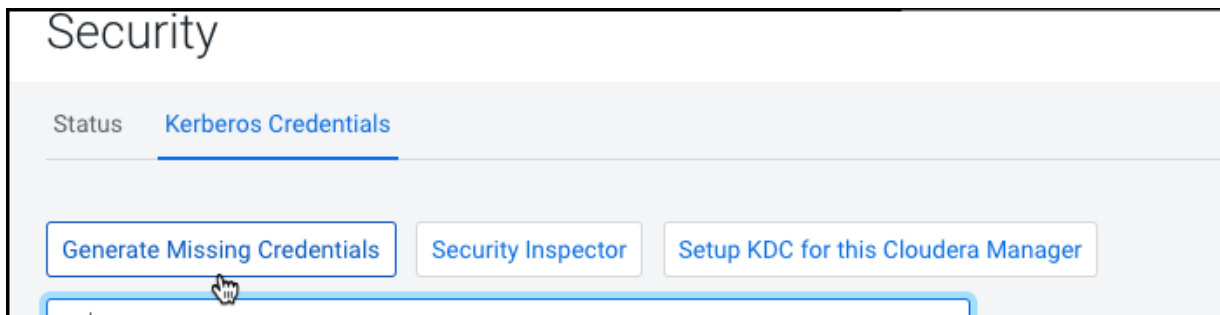 Security
Status Kerberos Credentials
Generate Missing Credentials Security Inspector Setup KDC for this Cloudera Manager